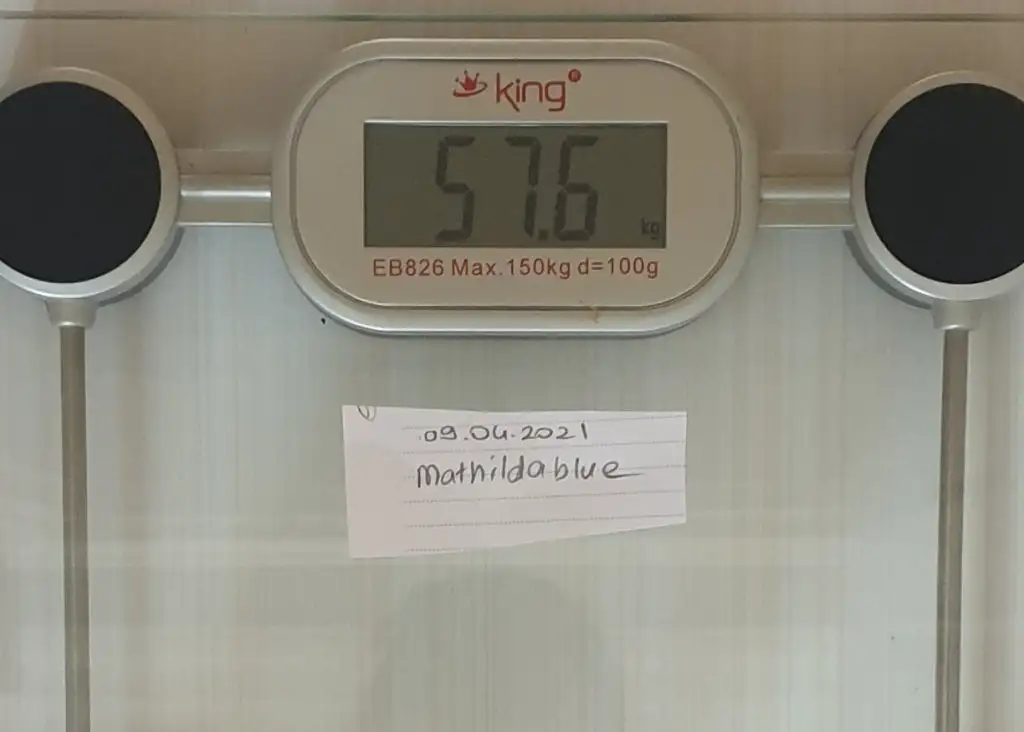 king®
57.6
kg
EB826 Max.150kg d=100g
09.04.2021
mathildablue